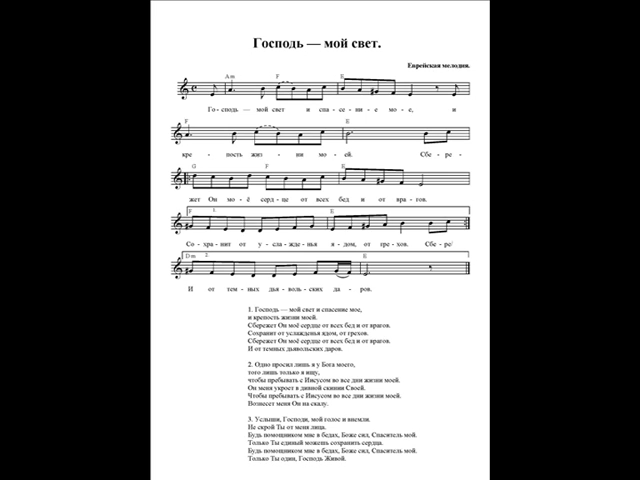 Господь — мой свет.
Еврейская мелодия.
Am F E
Го - сподь — мой свет и спа - се - ни - е мо - е, и
F E
кре - пость жиз - ни мо - ей. Сбе - ре -
G F E
жет Он мо - ё серд - це от всех бед и от вра - гов.
F 1. E
Со - хра - нит от у - сла - жде - нья я - дом, от гре - хов. Сбе - ре/
Dm 2. E
И от тем - ных дья - воль - ских да - ров.
1. Господь — мой свет и спасение мое,
и крепость жизни моей.
Сбережет Он моё сердце от всех бед и от врагов.
Сохранит от услажденья ядом, от грехов.
Сбережет Он моё сердце от всех бед и от врагов.
И от темных дьявольских даров.
2. Одно просил лишь я у Бога моего,
того лишь только я ищу,
чтобы пребывать с Иисусом во все дни жизни моей.
Он меня укроет в дивной скинии Своей.
Чтобы пребывать с Иисусом во все дни жизни моей.
Вознесет меня Он на скалу.
3. Услыши, Господи, мой голос и внемли.
Не скрой Ты от меня лица.
Будь помощником мне в бедах, Боже сил, Спаситель мой.
Только Ты единый можешь сохранить сердца.
Будь помощником мне в бедах, Боже сил, Спаситель мой.
Только Ты один, Господь Живой.